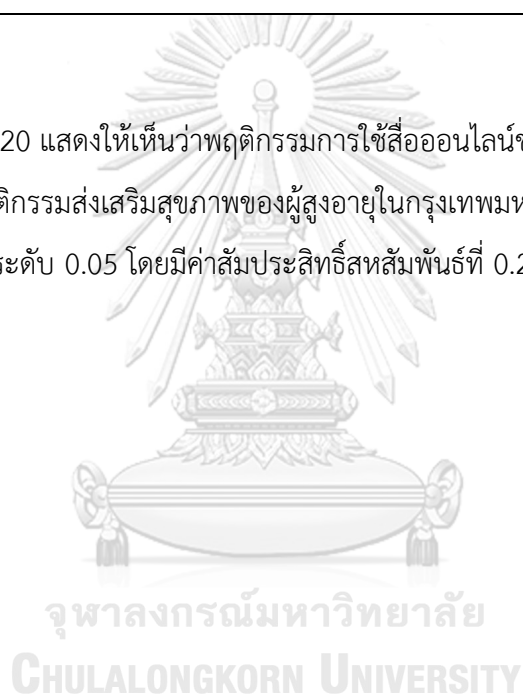 20 แสดงให้เห็นว่าพฤติกรรมการใช้สื่อออนไลน์
ติกรรมส่งเสริมสุขภาพของผู้สูงอายุในกรุงเทพม
ระดับ 0.05 โดยมีค่าสัมประสิทธิ์สหสัมพันธ์ที่ 0.2
จุฬาลงกรณ์มหาวิทยาลัย
CHULALONGKORN UNIVERSITY